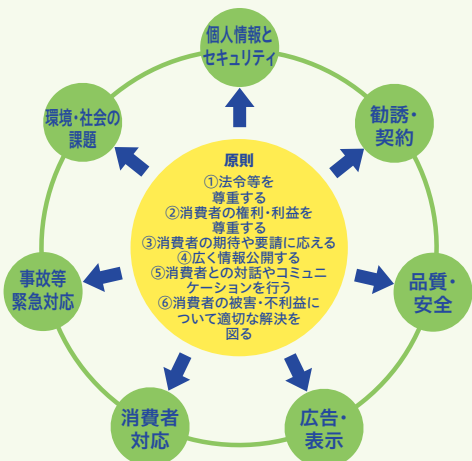 個人情報と
セキュリティ
勧誘・
契約
品質・
安全
広告・
表示
消費者
対応
事故等
緊急対応
環境・社会の
課題
原則
①法令等を
尊重する
②消費者の権利・利益を
尊重する
③消費者の期待や要請に応える
④広く情報公開する
⑤消費者との対話やコミュニ
ケーションを行う
⑥消費者の被害・不利益に
ついて適切な解決を
図る